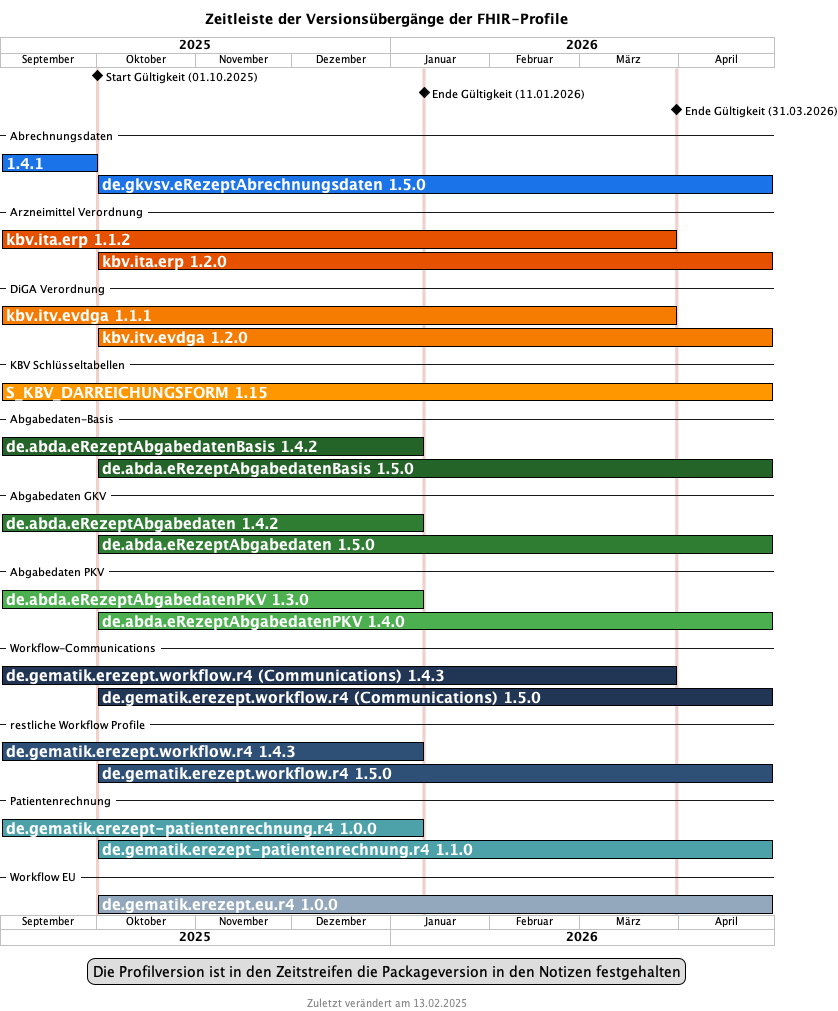 Zeitleiste der Versionsübergänge der FHIR-Profile
2025 2026
September Oktober November Dezember Januar Februar März April
Start Gültigkeit (01.10.2025)
Ende Gültigkeit (11.01.2026)
Ende Gültigkeit (31.03.2026)
Abrechnungsdaten
1.4.1
de.gkvsv.eRezeptAbrechnungsdaten 1.5.0
Arzneimittel Verordnung
kbv.ita.erp 1.1.2
kbv.ita.erp 1.2.0
DiGA Verordnung
kbv.itv.evdga 1.1.1
kbv.itv.evdga 1.2.0
KBV Schlüsseltabellen
S_KBV_DARREICHUNGSFORM 1.15
Abgabedaten-Basis
de.abda.eRezeptAbgabedatenBasis 1.4.2
de.abda.eRezeptAbgabedatenBasis 1.5.0
Abgabedaten GKV
de.abda.eRezeptAbgabedaten 1.4.2
de.abda.eRezeptAbgabedaten 1.5.0
Abgabedaten PKV
de.abda.eRezeptAbgabedatenPKV 1.3.0
de.abda.eRezeptAbgabedatenPKV 1.4.0
Workflow-Communications
de.gematik.erezept.workflow.r4 (Communications) 1.4.3
de.gematik.erezept.workflow.r4 (Communications) 1.5.0
restliche Workflow Profile
de.gematik.erezept.workflow.r4 1.4.3
de.gematik.erezept.workflow.r4 1.5.0
Patientenrechnung
de.gematik.erezept-patientenrechnung.r4 1.0.0
de.gematik.erezept-patientenrechnung.r4 1.1.0
Workflow EU
de.gematik.erezept.eu.r4 1.0.0
September Oktober November Dezember Januar Februar März April
2025 2026
Die Profilversion ist in den Zeitstreifen die Packageversion in den Notizen festgehalten
Zuletzt verändert am 13.02.2025